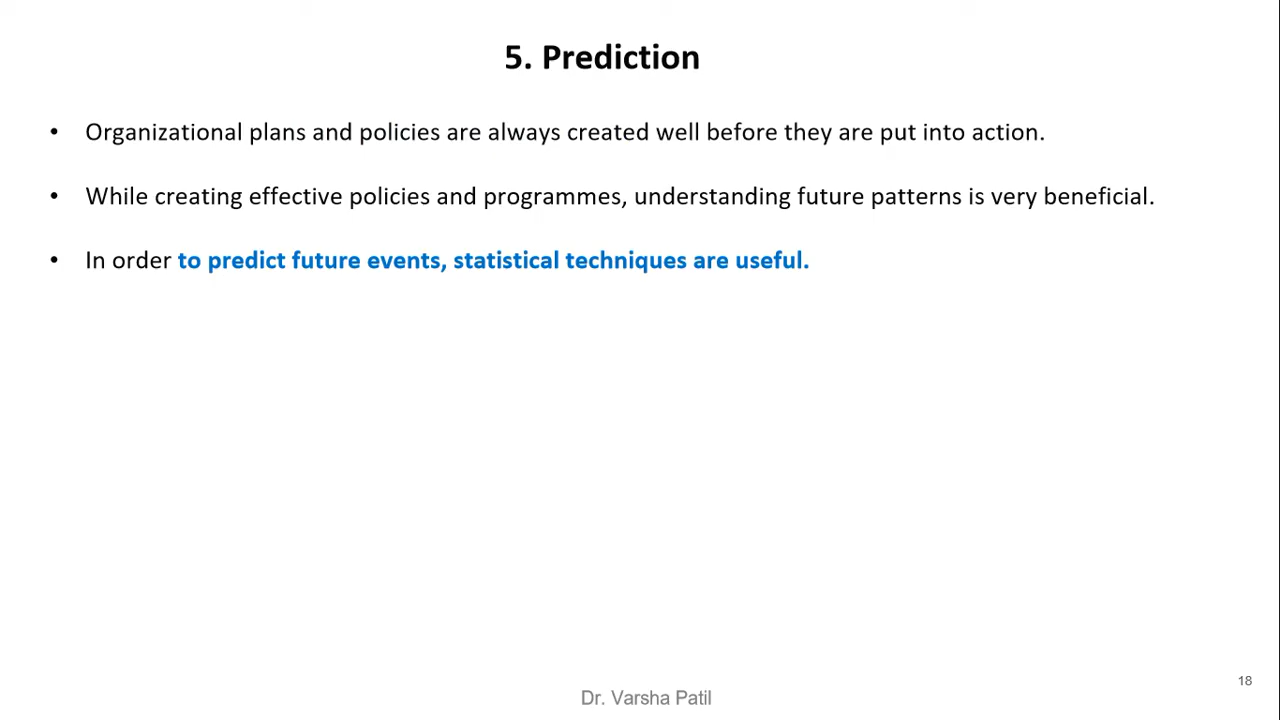 5. Prediction
• Organizational plans and policies are always created well before they are put into action.
• While creating effective policies and programmes, understanding future patterns is very beneficial.
• In order to predict future events, statistical techniques are useful.
18
Dr. Varsha Patil